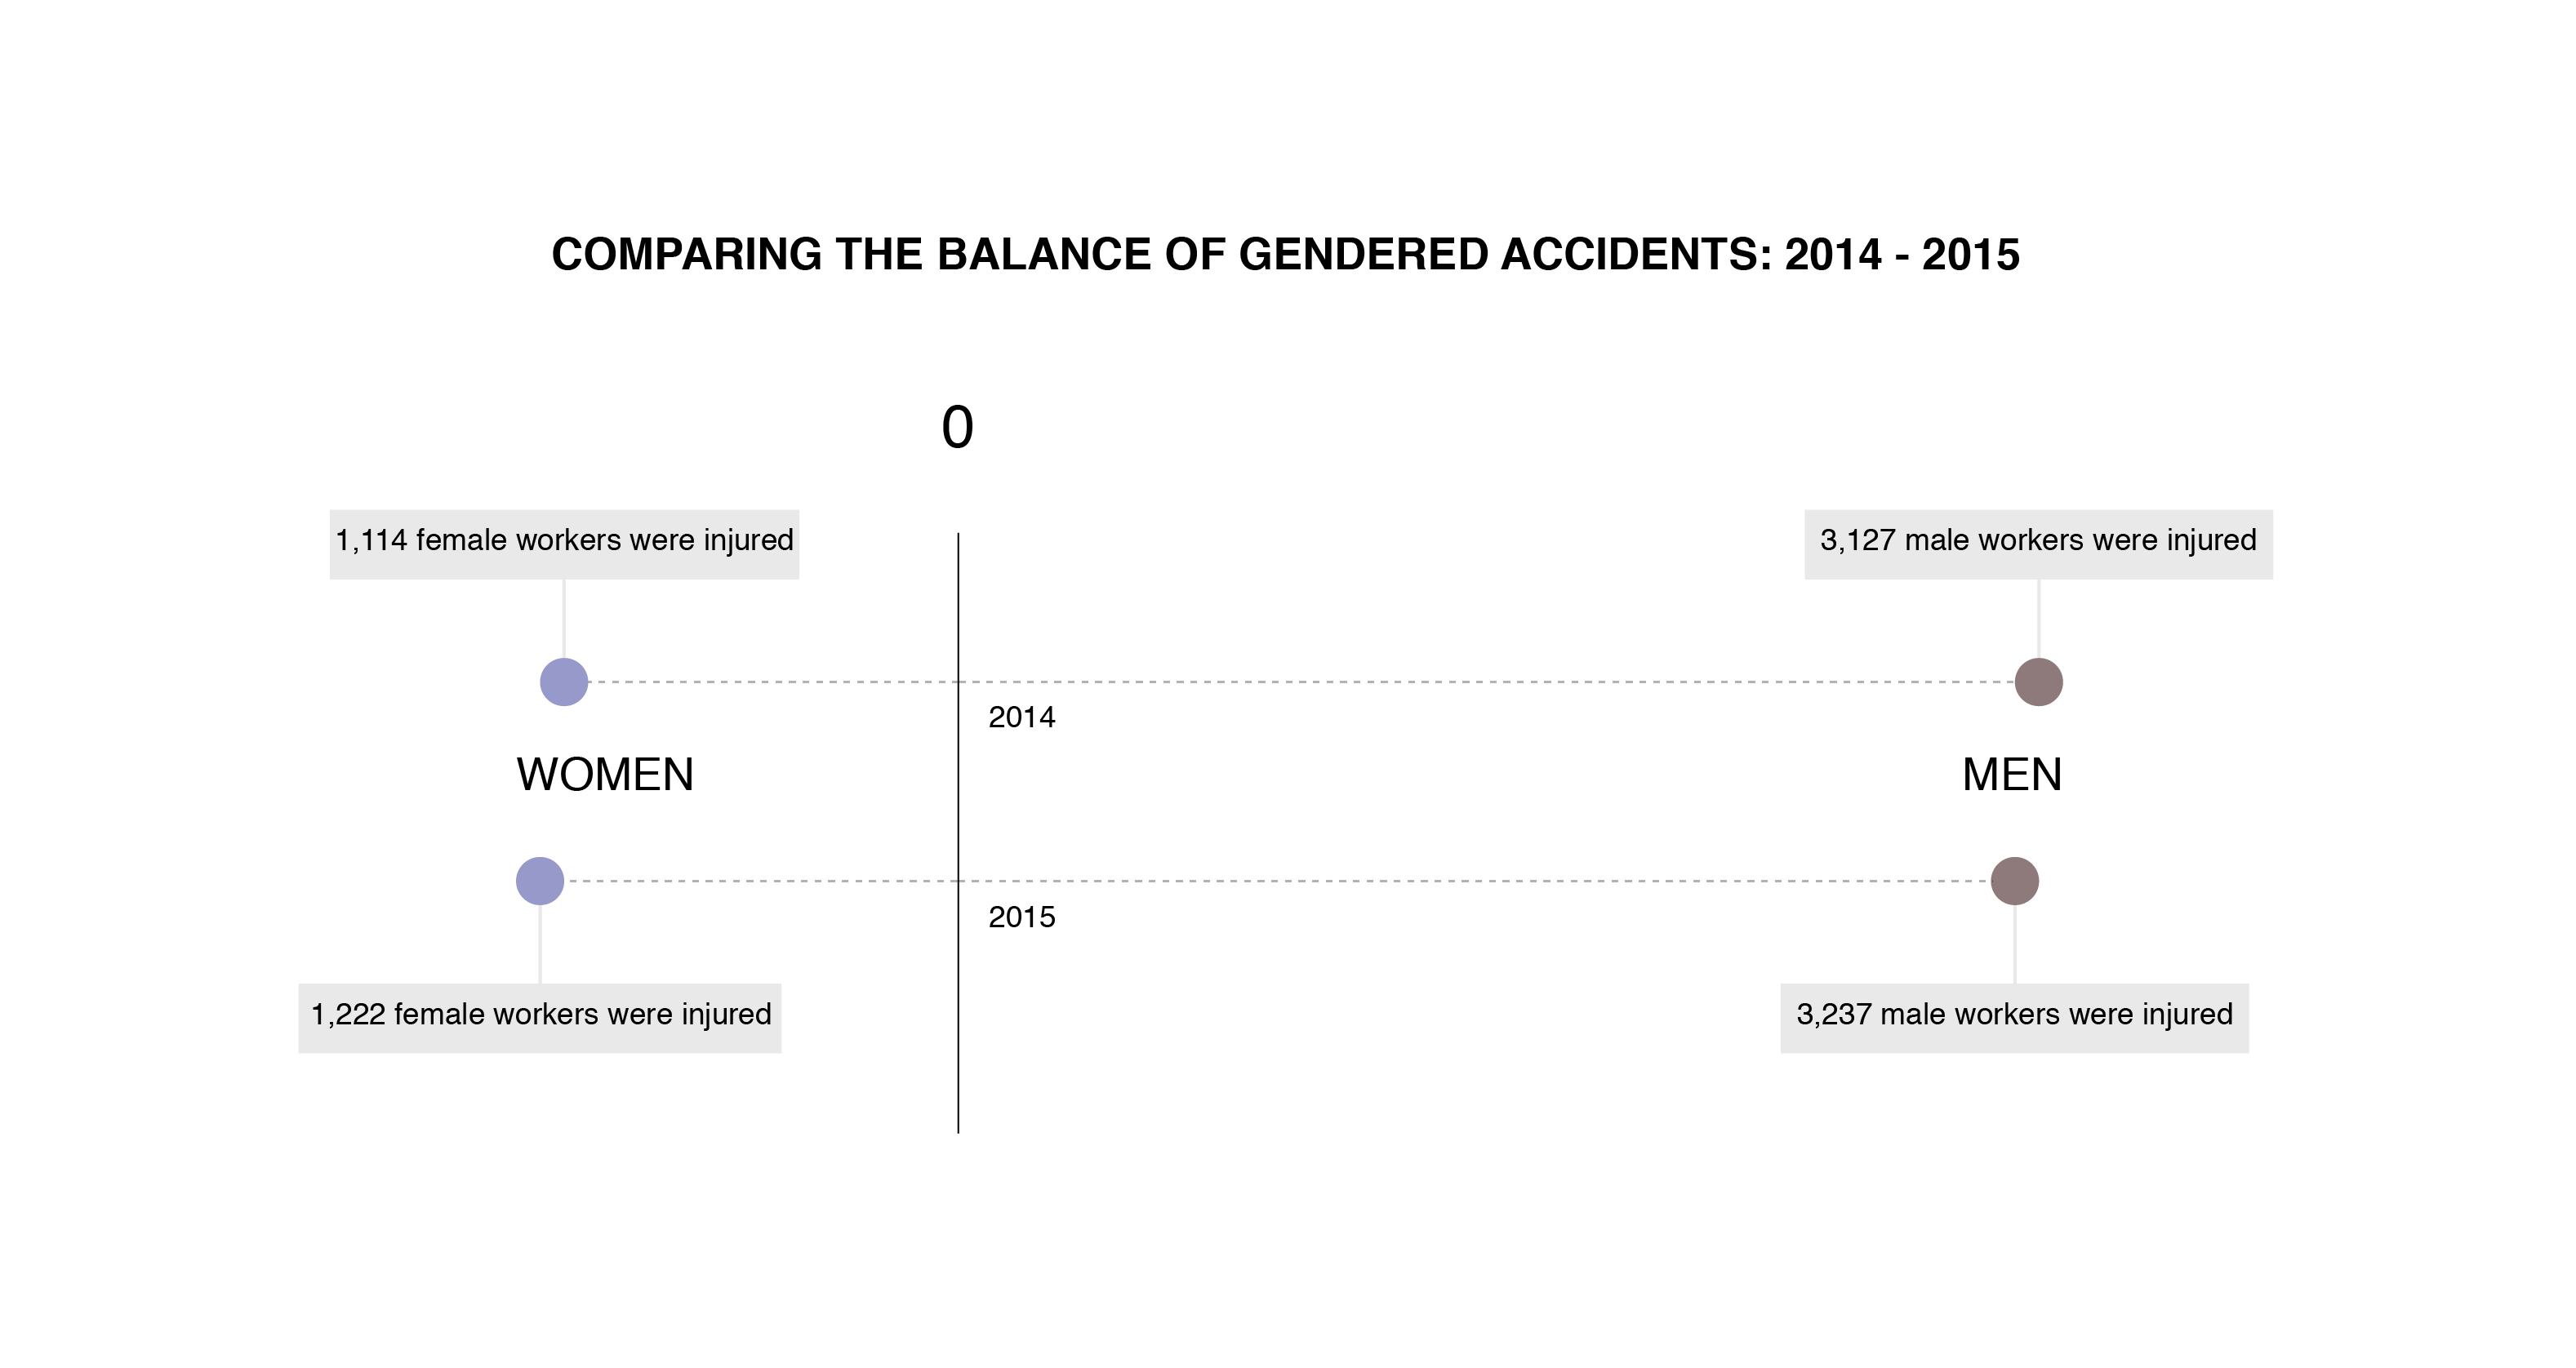 COMPARING THE BALANCE OF GENDERED ACCIDENTS: 2014 - 2015
0
1,114 female workers were injured
3,127 male workers were injured
2014
WOMEN
MEN
2015
1,222 female workers were injured
3,237 male workers were injured